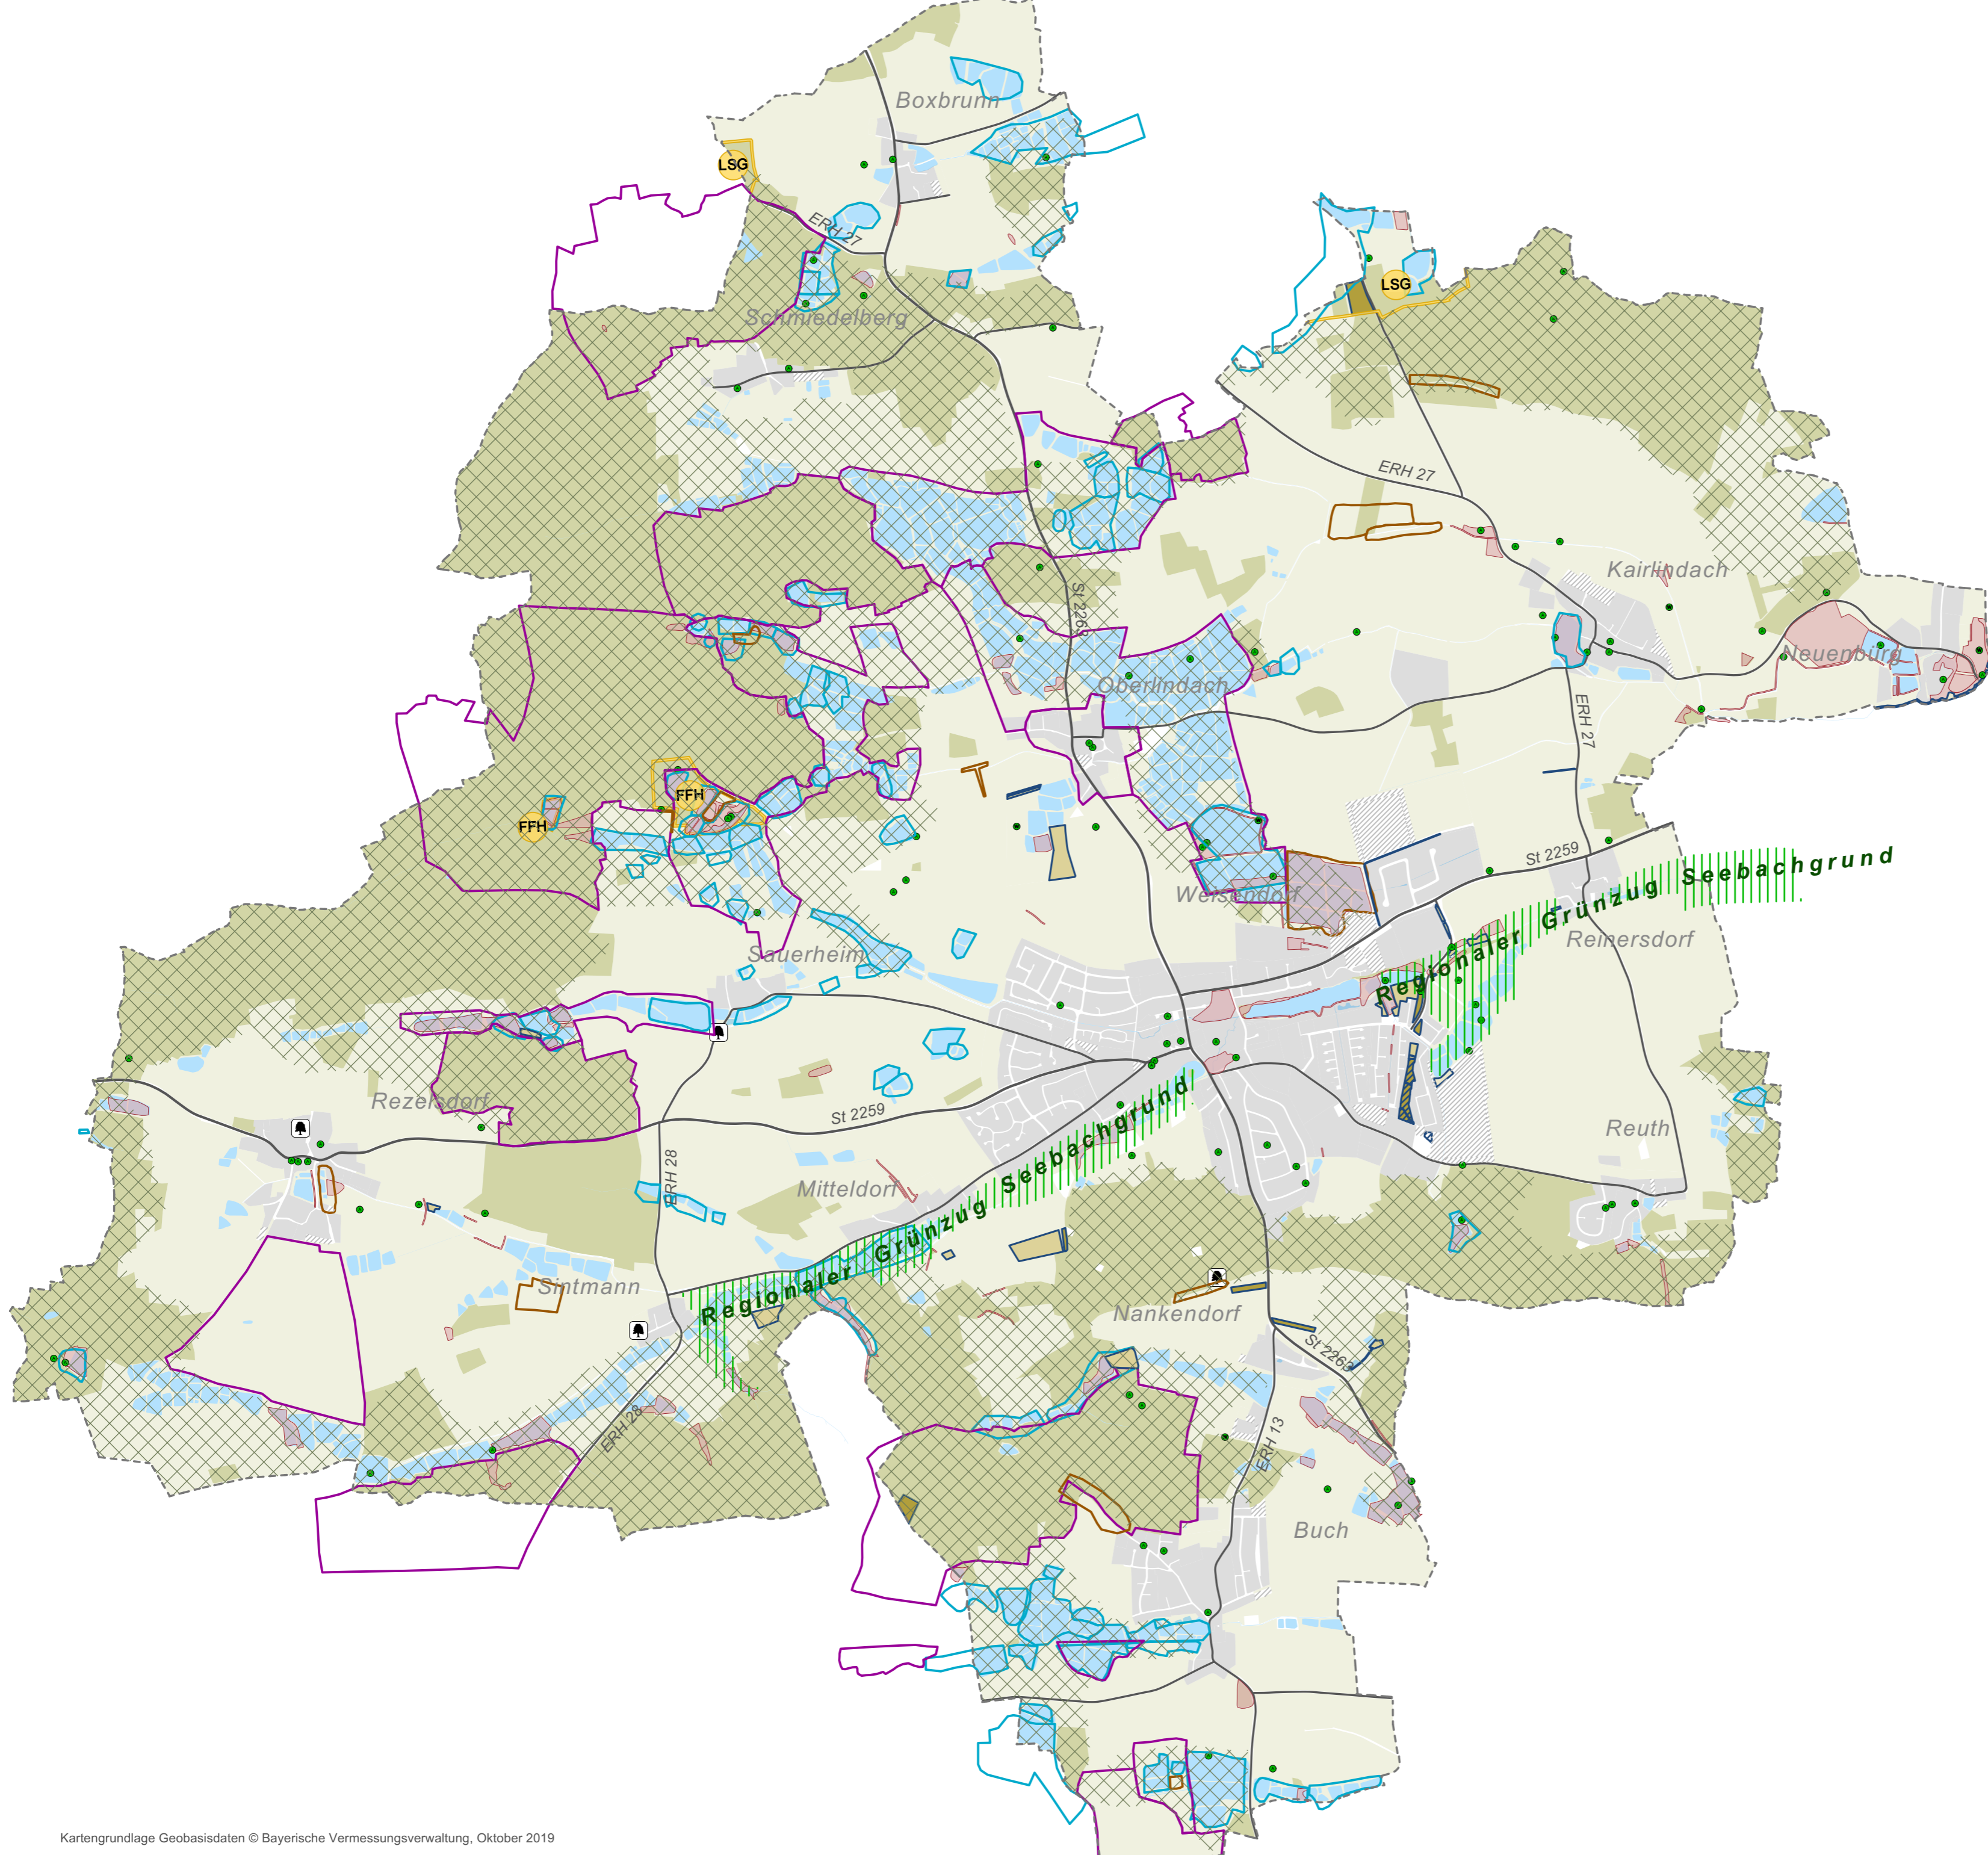 Boxbrunn
LSG
ERH 27
LSG
Schmiedelberg
ERH 27
Kairlindach
St 2263
Neuenbürg
Oberlindach
ERH 27
FFH
FFH
St 2259
Regionaler Grünzug Seebachgrund
Weisendorf
Reinersdorf
Sauerheim
Rezelsdorf
St 2259
Reuth
ERH 28
Mitteldorf
Regionaler Grünzug Seebachgrund
Sintmann
Nankendorf
St 2263
ERH 28
ERH 13
Buch
Kartengrundlage Geobasisdaten © Bayerische Vermessungsverwaltung, Oktober 2019